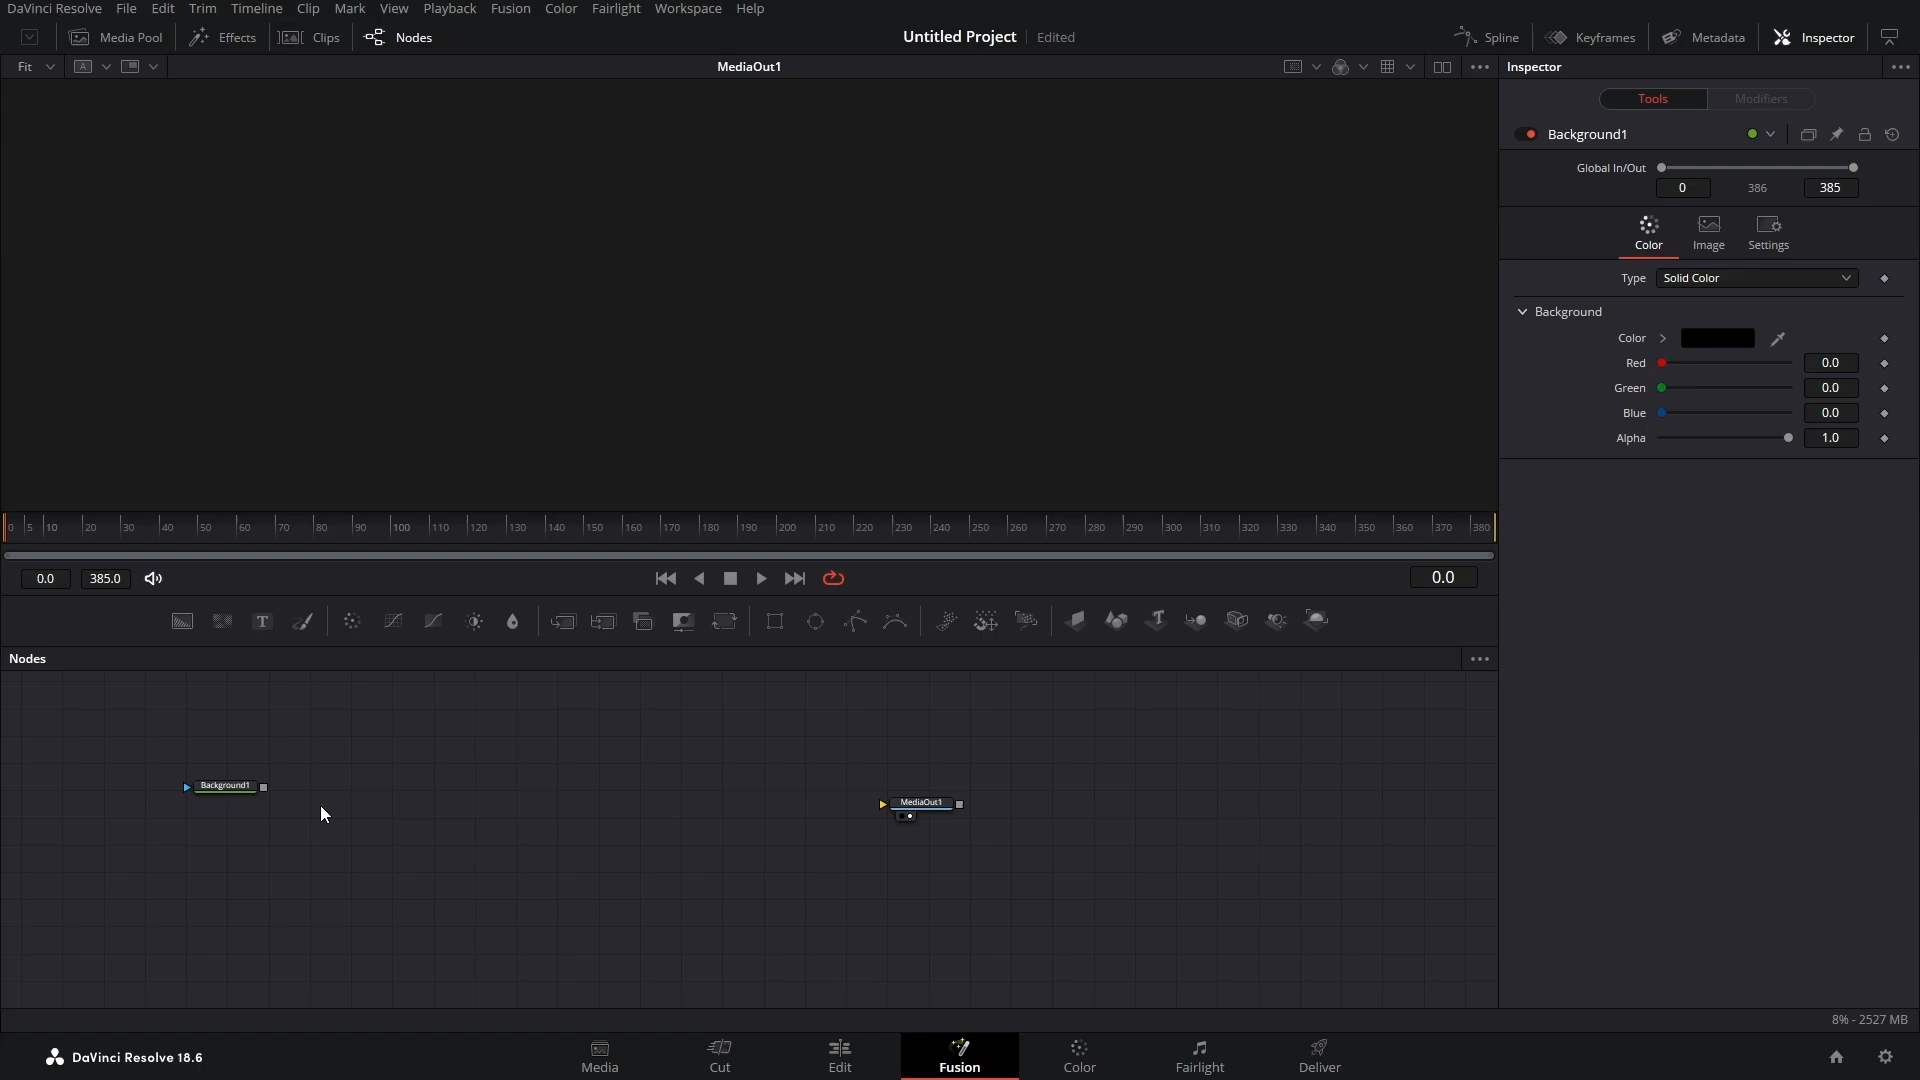 DaVinci Resolve File Edit Trim Timeline Clip Mark View Playback Fusion Color Fairlight Workspace Help
Media Pool Effects Clips Nodes Untitled Project Edited Spline Keyframes Metadata Inspector
Fit A MediaOut1 Inspector
Tools Modifiers
Background1
Global In/Out
0 386 385
Color Image Settings
Type Solid Color
Background
Color
Red 0.0
Green 0.0
Blue 0.0
Alpha 1.0
0 5 10 20 30 40 50 60 70 80 90 100 110 120 130 140 150 160 170 180 190 200 210 220 230 240 250 260 270 280 290 300 310 320 330 340 350 360 370 380
0.0 385.0 0.0
T T
Nodes
Background1
MediaOut1
8% - 2527 MB
DaVinci Resolve 18.6
Media Cut Edit Fusion Color Fairlight Deliver